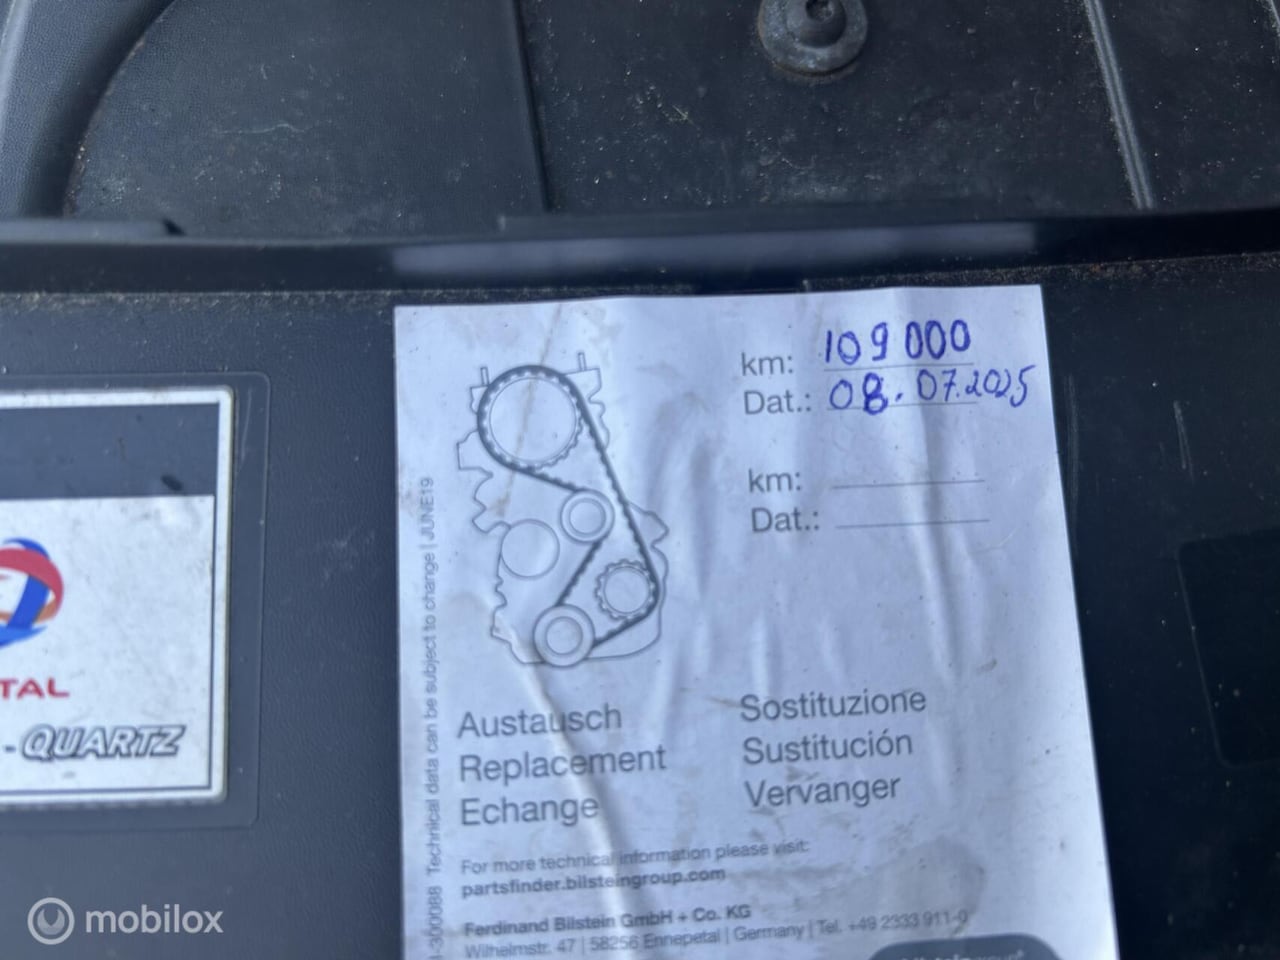 km: 109 000
Dat.: 08.07.2025
km:
Dat.:
Technical data can be subject to change | JUNE19
TAL
- QUARTZ
Austausch
Replacement
Echange
Sostituzione
Sustitución
Vervanger
For more technical information please visit:
partsfinder.bilsteingroup.com
Ferdinand Bilstein GmbH + Co. KG
Wilhelmstr. 47 | 58256 Ennepetal | Germany | Tel. +49 2333 911-0
mobilox